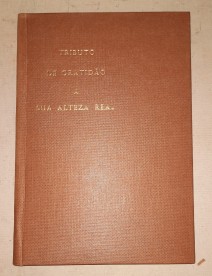 TRIBUTO
DE GRATIDÃO
A
SUA ALTEZA REAL